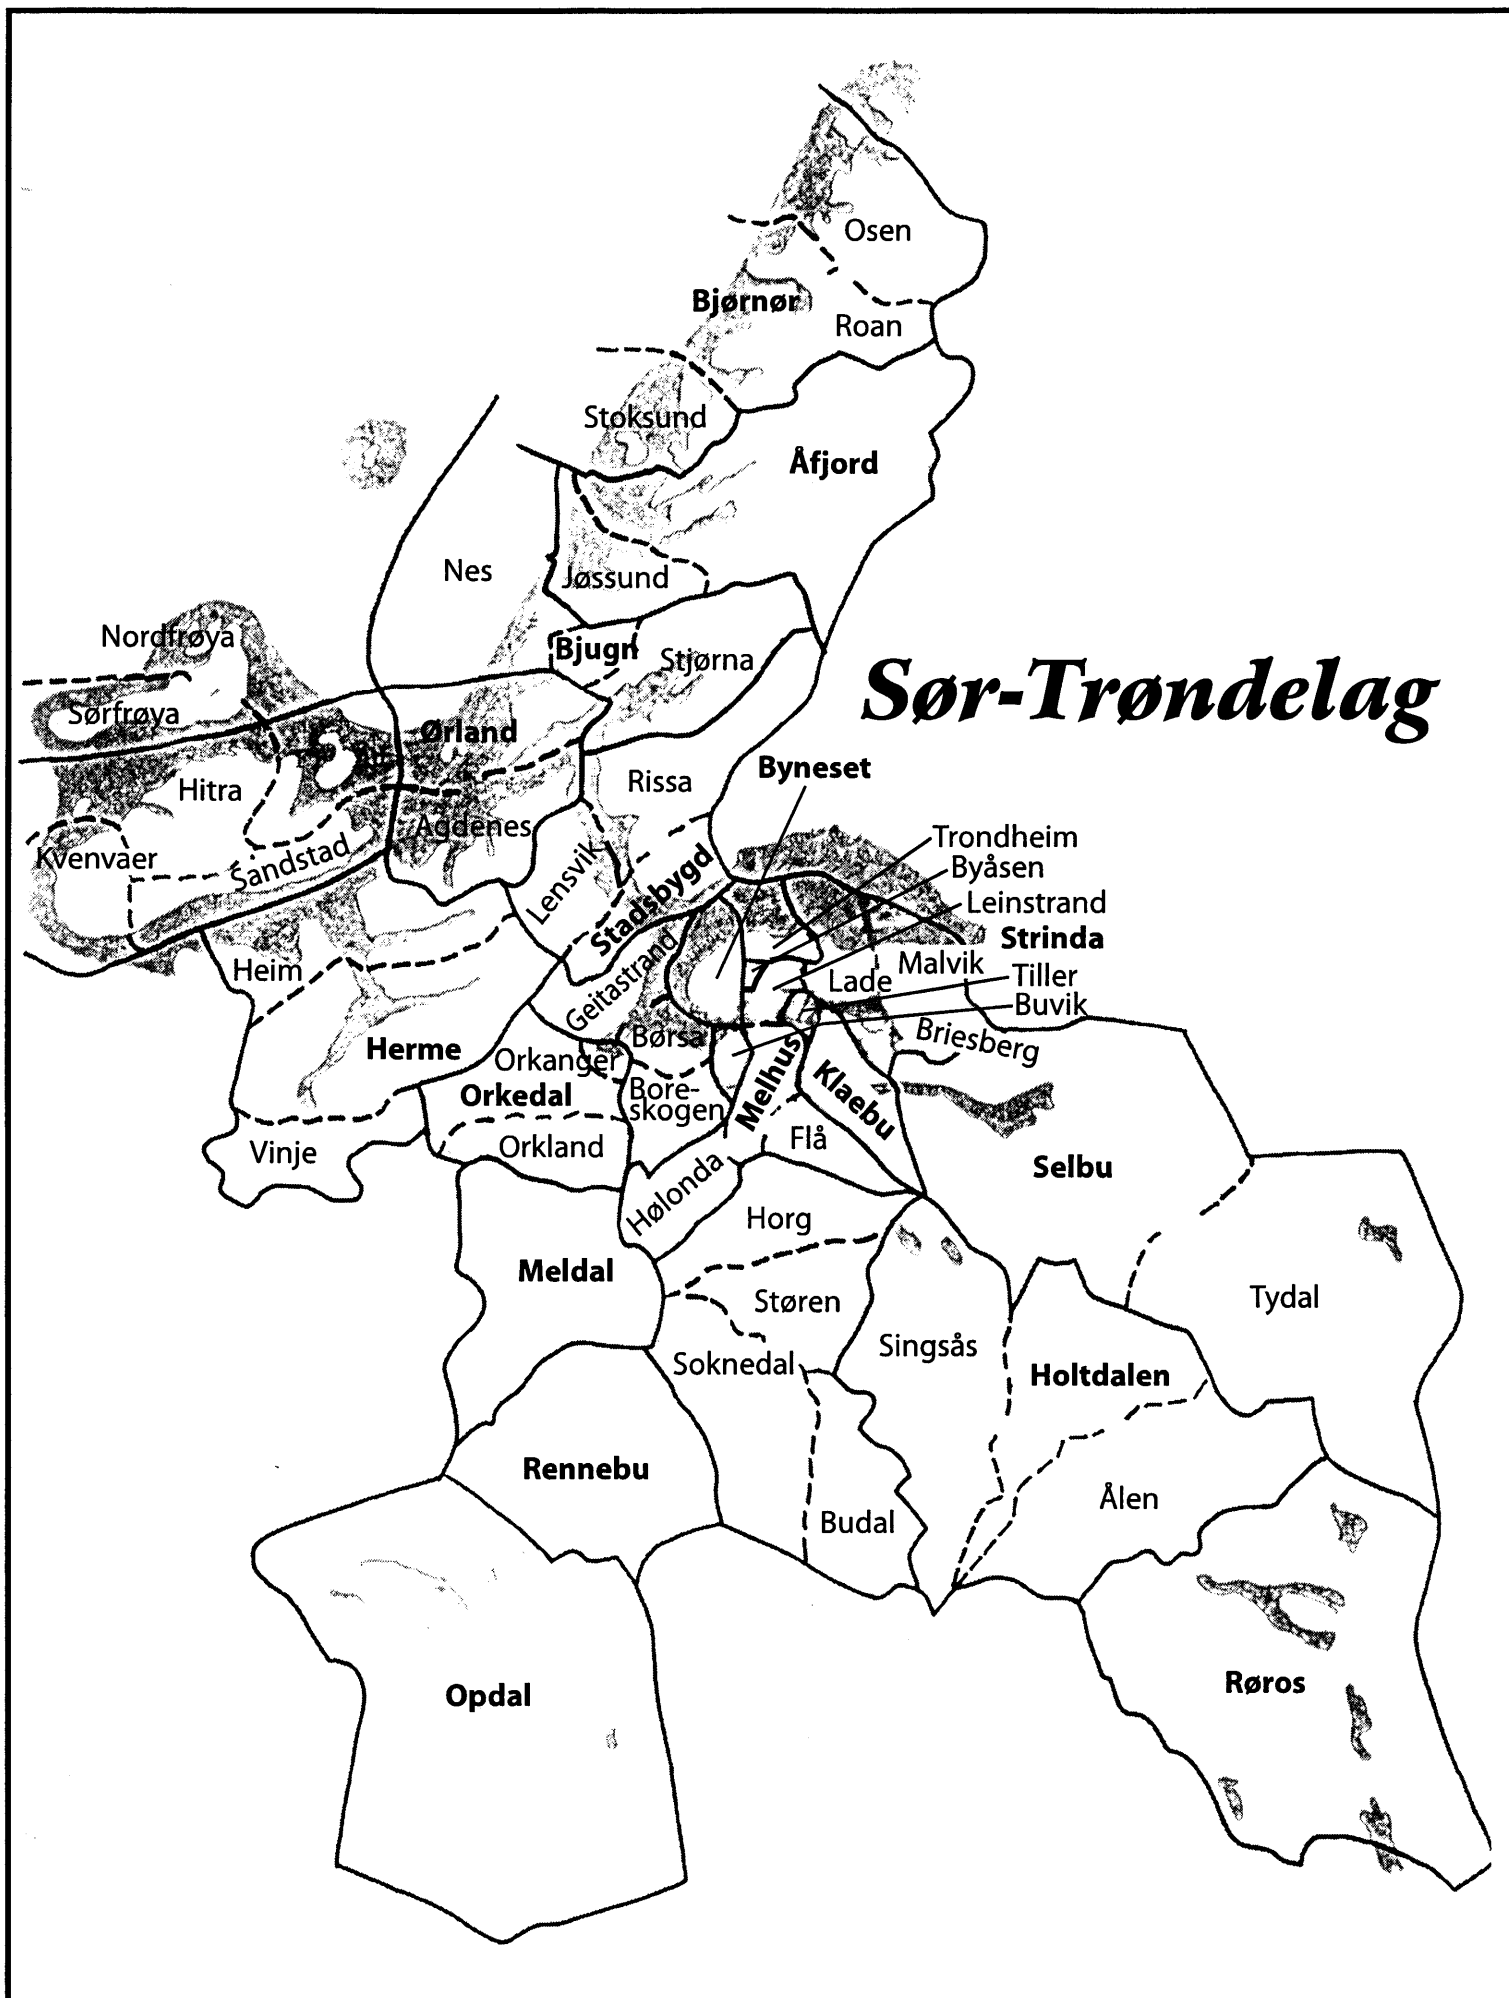 Osen
Bjørnør
Roan
Stoksund
Åfjord
Nes
Jøssund
Nordfrøya
Bjugn
Stjørna
Sør-Trøndelag
Sørfrøya
Ørland
Byneset
Rissa
Hitra
Agdenes
Trondheim
Kvenvaer
Sandstad
Byåsen
Lensvik
Stadsbygd
Leinstrand
Strinda
Heim
Geitastrand
Malvik
Lade
Tiller
Buvik
Børsa
Briesberg
Herme
Orkanger
Orkedal
Bore-
skogen
Melhus
Klaebu
Vinje
Orkland
Flå
Selbu
Hølonda
Horg
Meldal
Støren
Tydal
Singsås
Soknedal
Holtdalen
Rennebu
Ålen
Budal
Opdal
Røros